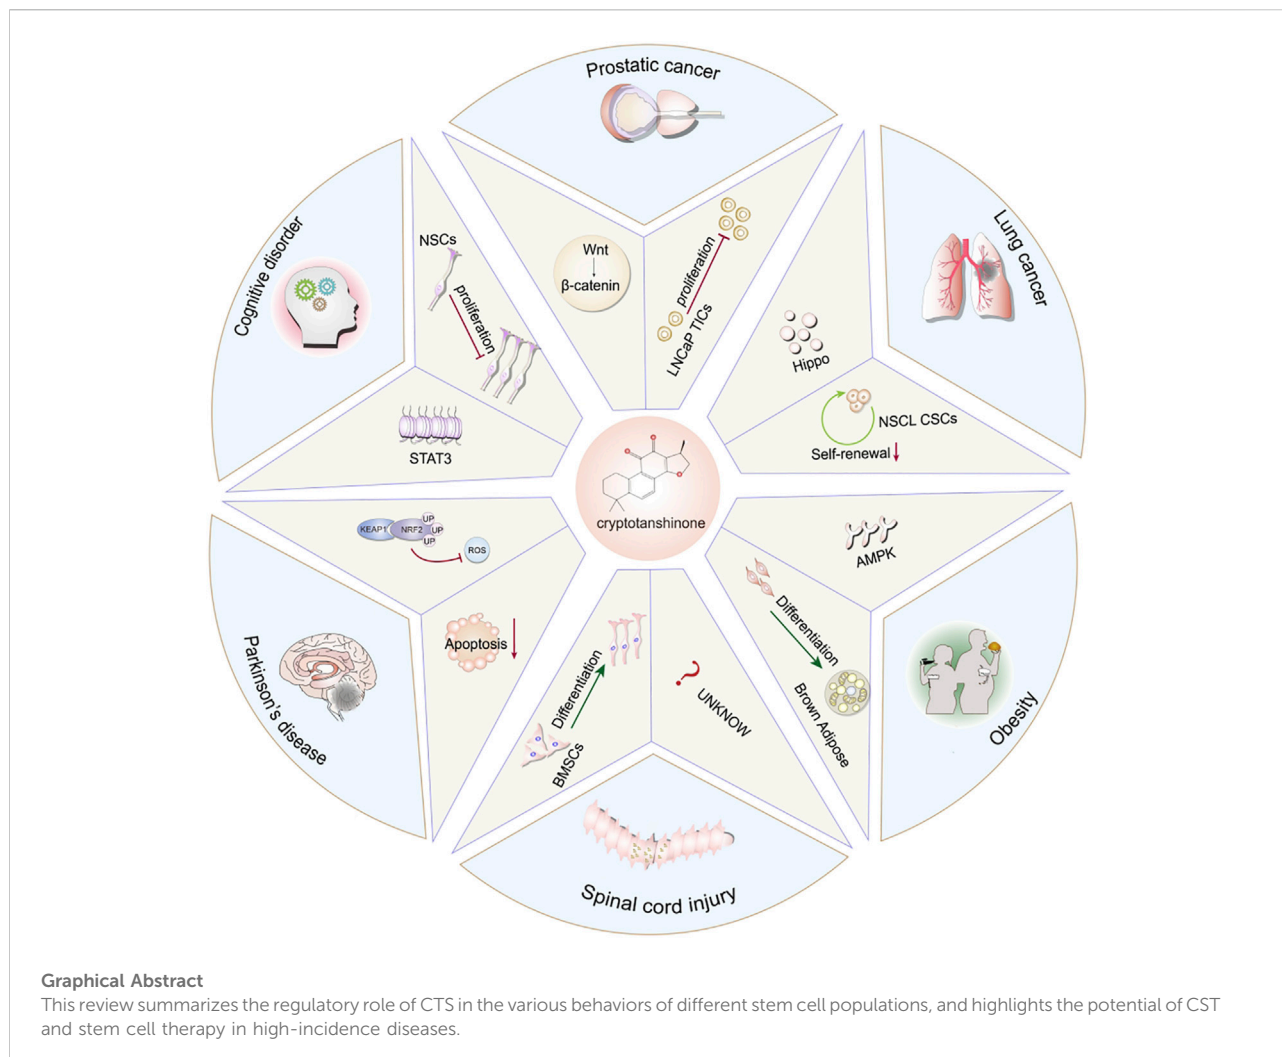 Prostatic cancer
Lung cancer
Cognitive disorder
NSCs
proliferation
STAT3
Wnt
β-catenin
proliferation
LNCaP TICs
Hippo
NSCL CSCs
Self-renewal
cryptotanshinone
KEAP1
NRF2
UP
UP
UP
ROS
Apoptosis
Parkinson's disease
Differentiation
BMSCs
?
UNKNOW
AMPK
Differentiation
Brown Adipose
Obesity
Spinal cord injury
Graphical Abstract
This review summarizes the regulatory role of CTS in the various behaviors of different stem cell populations, and highlights the potential of CST
and stem cell therapy in high-incidence diseases.